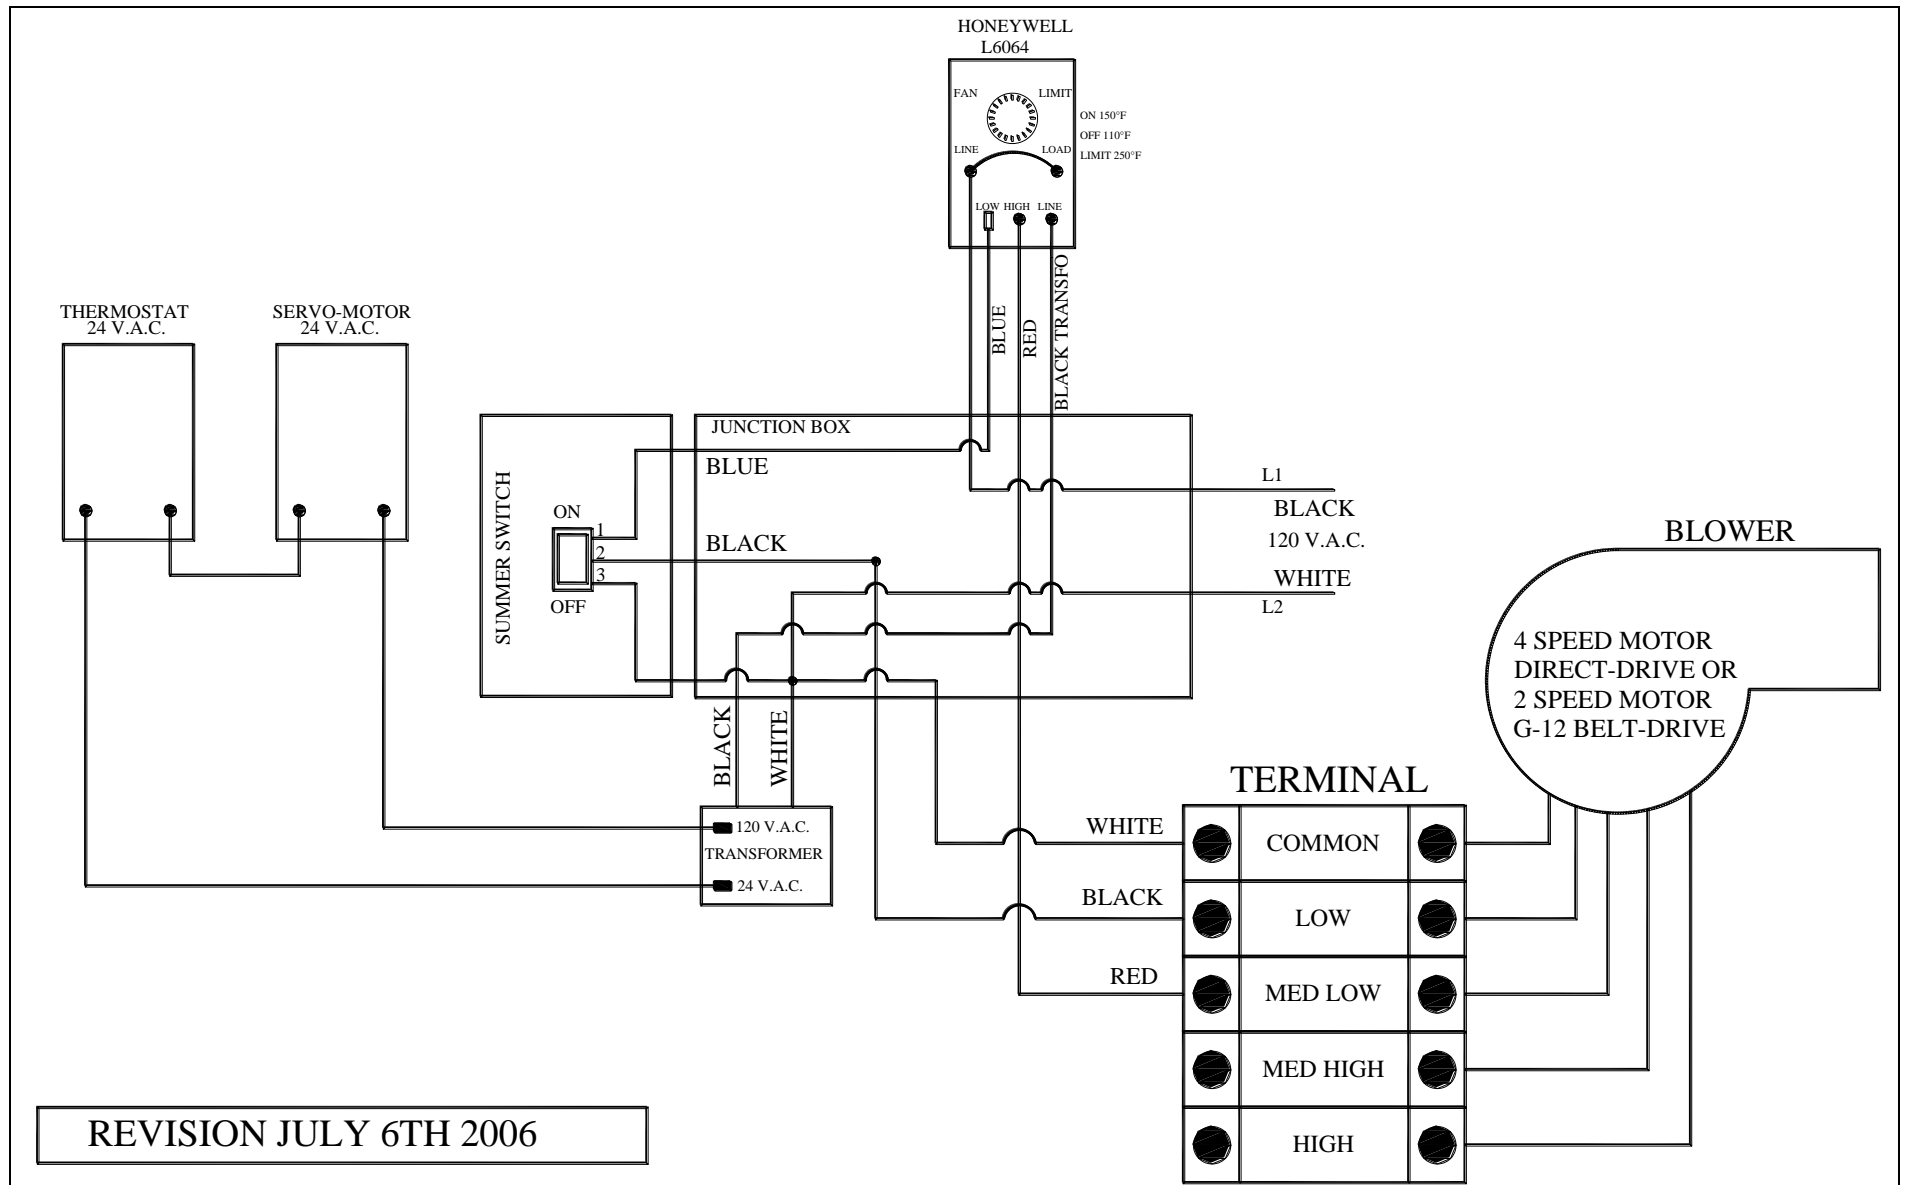 HONEYWELL
L6064
FAN
LIMIT
ON 150°F
OFF 110°F
LINE
LOAD
LIMIT 250°F
LOW HIGH LINE
BLUE
RED
BLACK TRANSFO
THERMOSTAT
24 V.A.C.
SERVO-MOTOR
24 V.A.C.
SUMMER SWITCH
ON
1
2
3
OFF
JUNCTION BOX
BLUE
BLACK
L1
BLACK
120 V.A.C.
WHITE
L2
BLACK
WHITE
120 V.A.C.
TRANSFORMER
24 V.A.C.
BLOWER
4 SPEED MOTOR
DIRECT-DRIVE OR
2 SPEED MOTOR
G-12 BELT-DRIVE
TERMINAL
WHITE
COMMON
BLACK
LOW
RED
MED LOW
MED HIGH
HIGH
REVISION JULY 6TH 2006